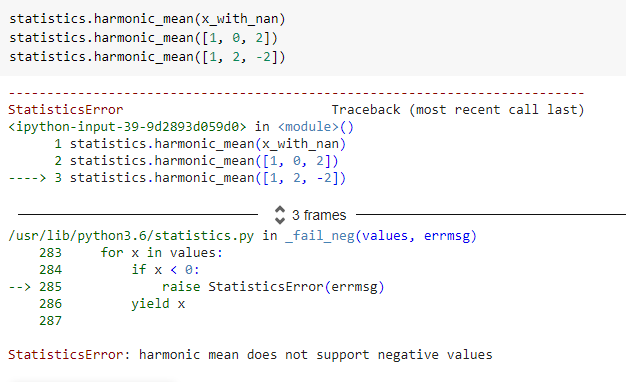 statistics.harmonic_mean(x_with_nan)
statistics.harmonic_mean([1, 0, 2])
statistics.harmonic_mean([1, 2, -2])
---------------------------------------------------------------------------
StatisticsError                           Traceback (most recent call last)
<ipython-input-39-9d2893d059d0> in <module>()
      1 statistics.harmonic_mean(x_with_nan)
      2 statistics.harmonic_mean([1, 0, 2])
----> 3 statistics.harmonic_mean([1, 2, -2])
3 frames
/usr/lib/python3.6/statistics.py in _fail_neg(values, errmsg)
    283     for x in values:
    284         if x < 0:
--> 285             raise StatisticsError(errmsg)
    286         yield x
    287
StatisticsError: harmonic mean does not support negative values